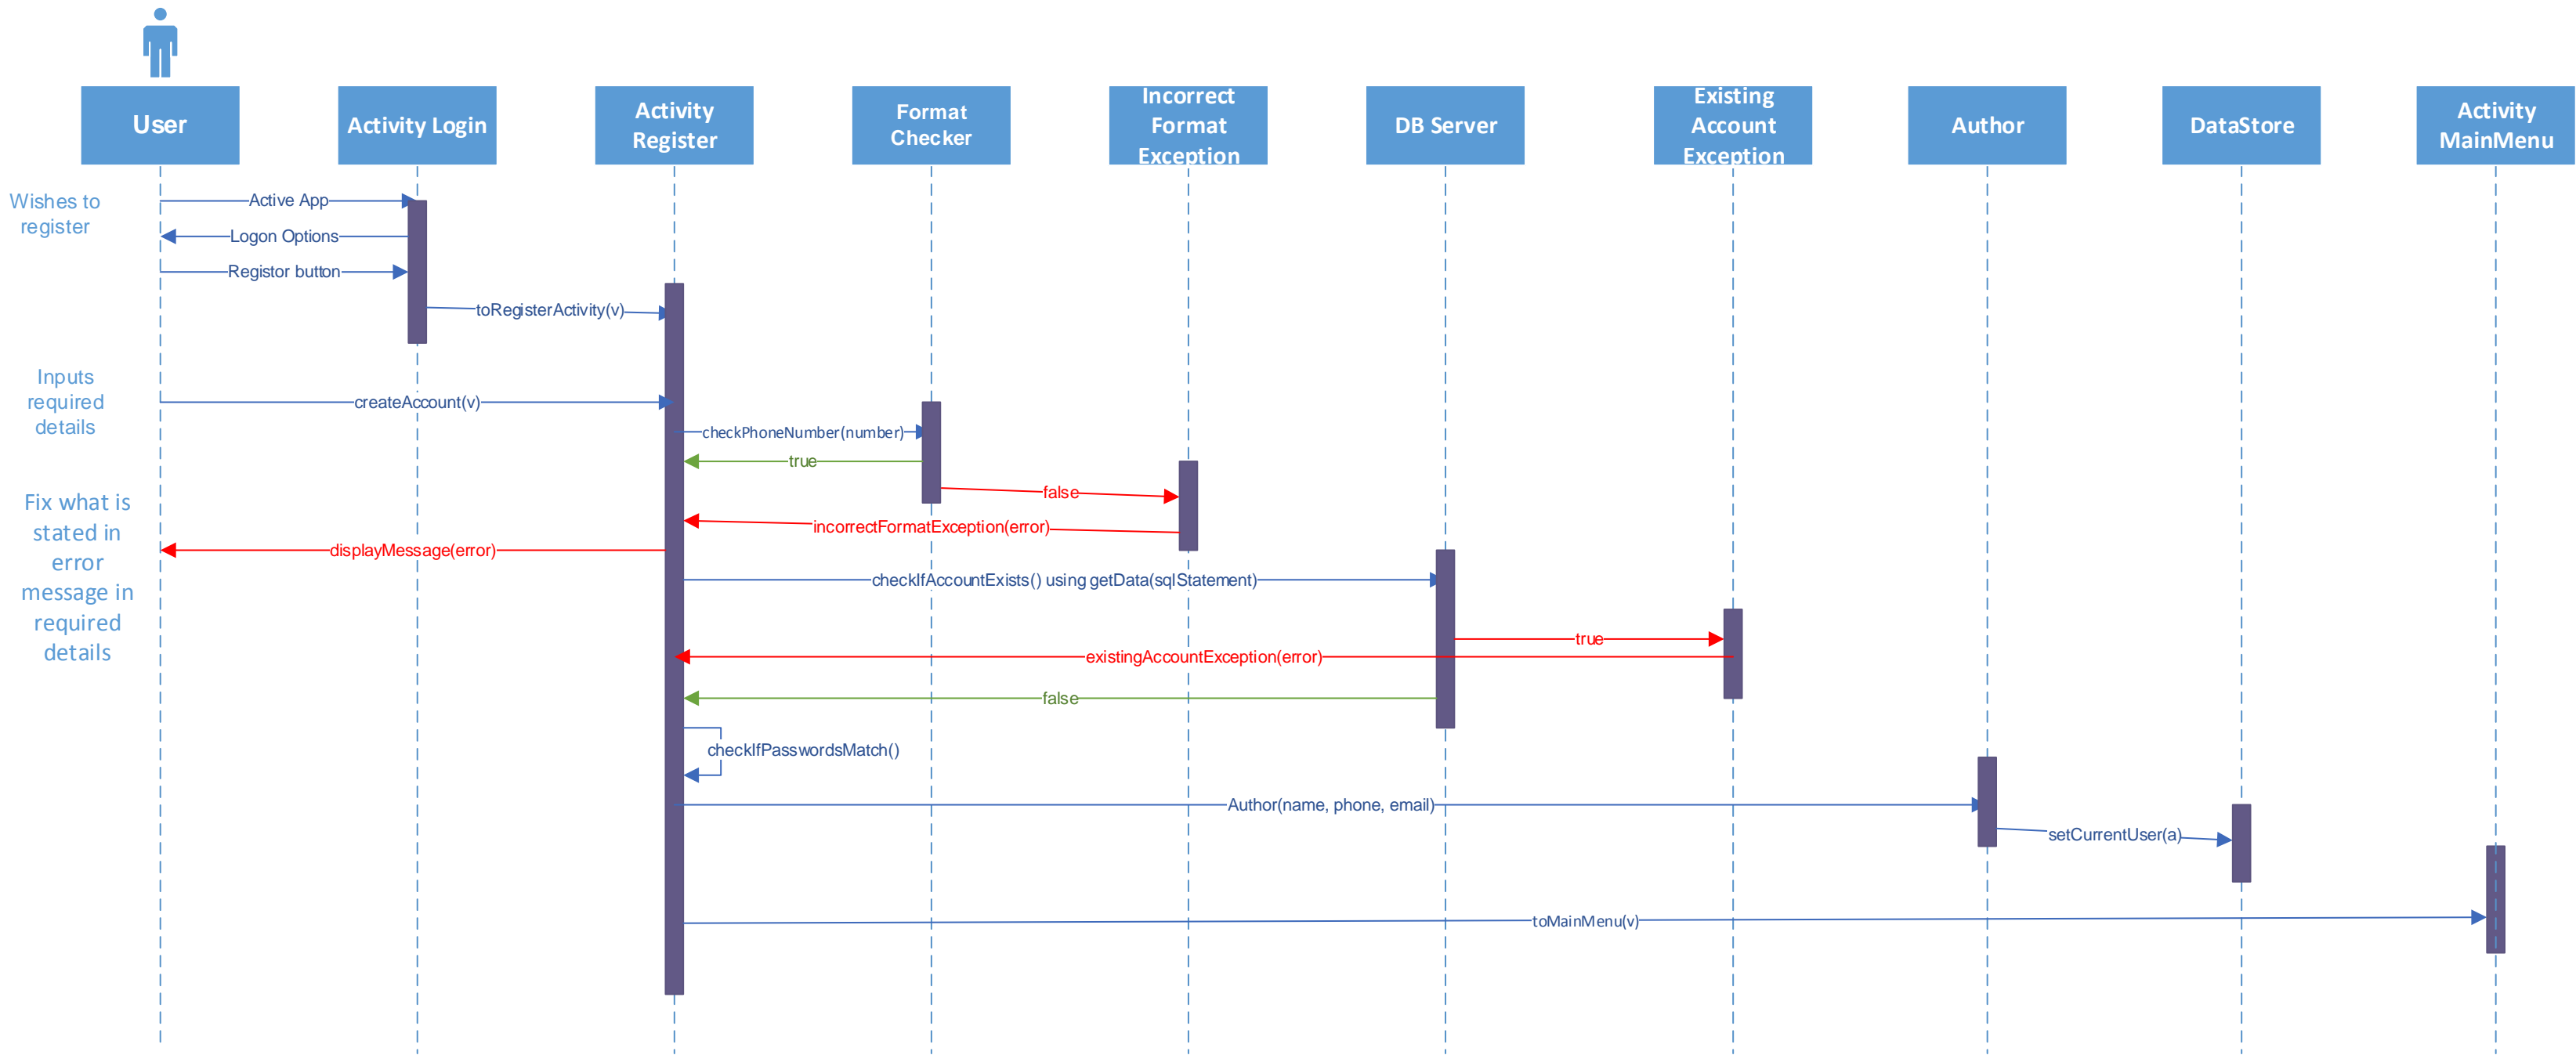 User
Activity Login
Activity
Register
Format
Checker
Incorrect
Format
Exception
DB Server
Existing
Account
Exception
Author
DataStore
Activity
MainMenu
Wishes to
register
Active App
Logon Options
Registor button
toRegisterActivity(v)
Inputs
required
details
createAccount(v)
checkPhoneNumber(number)
true
false
Fix what is
stated in
error
message in
required
details
incorrectFormatException(error)
displayMessage(error)
checkIfAccountExists() using getData(sqlStatement)
true
existingAccountException(error)
false
checkIfPasswordsMatch()
Author(name, phone, email)
setCurrentUser(a)
toMainMenu(v)